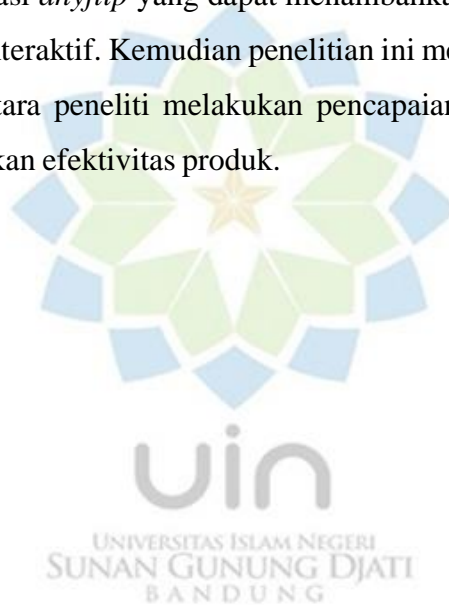 asi anyflip yang dapat menambahka
nteraktif. Kemudian penelitian ini me
tara peneliti melakukan pencapaian
kan efektivitas produk.
uin
UNIVERSITAS ISLAM NEGERI
SUNAN GUNUNG DJATI
BANDUNG